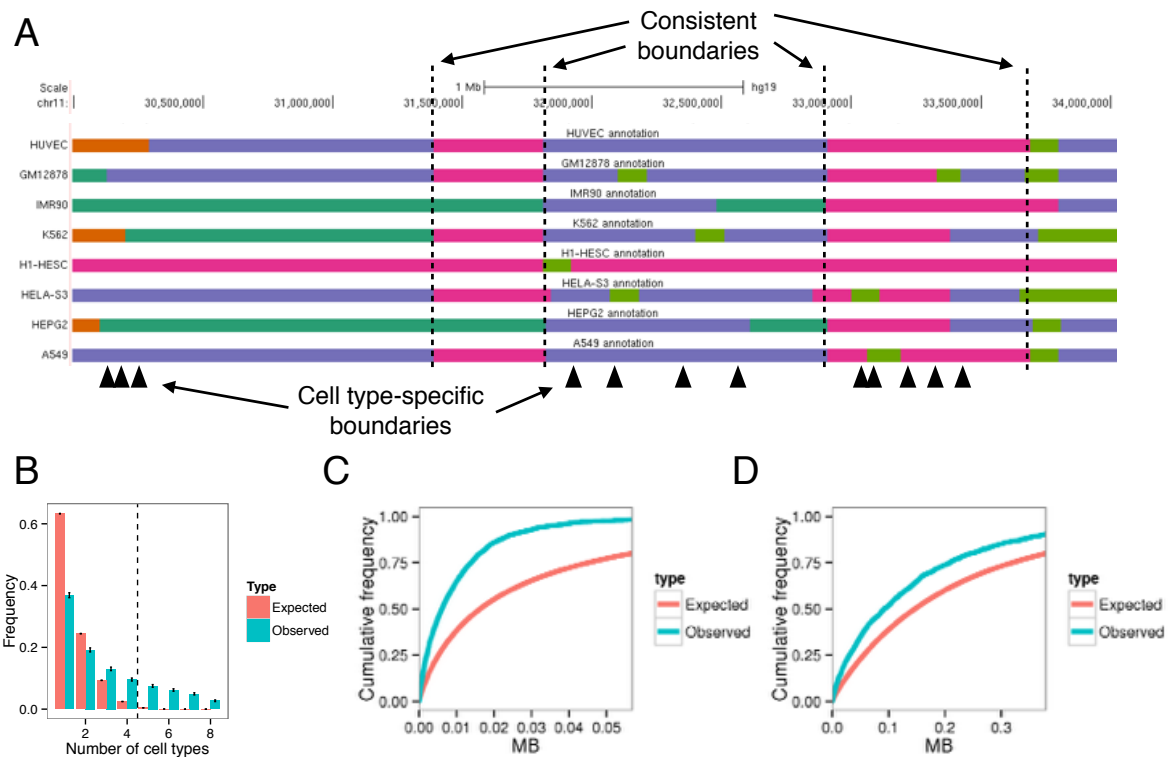 A
Consistent
boundaries
Scale
1 Mb
hg19
chr11:
30,500,000
31,000,000
31,500,000
32,000,000
32,500,000
33,000,000
33,500,000
34,000,000
HUVEC annotation
HUVEC
GM12878 annotation
GM12878
IMR90 annotation
IMR90
K562 annotation
K562
H1-HESC annotation
H1-HESC
HELA-S3 annotation
HELA-S3
HEPG2 annotation
HEPG2
A549 annotation
A549
Cell type-specific
boundaries
B
Frequency
0.6
0.4
0.2
0.0
2 4 6 8
Number of cell types
Type
Expected
Observed
C
Cumulative frequency
1.00
0.75
0.50
0.25
0.00
0.00 0.01 0.02 0.03 0.04 0.05
MB
type
Expected
Observed
D
Cumulative frequency
1.00
0.75
0.50
0.25
0.00
0.0 0.1 0.2 0.3
MB
type
Expected
Observed